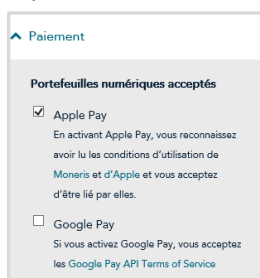 Paiement
Portefeuilles numériques acceptés
Apple Pay
En activant Apple Pay, vous reconnaissez
avoir lu les conditions d'utilisation de
Moneris et d'Apple et vous acceptez
d'être lié par elles.
Google Pay
Si vous activez Google Pay, vous acceptez
les Google Pay API Terms of Service